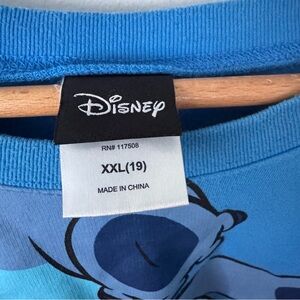 Disney
RN# 117508
XXL(19)
MADE IN CHINA